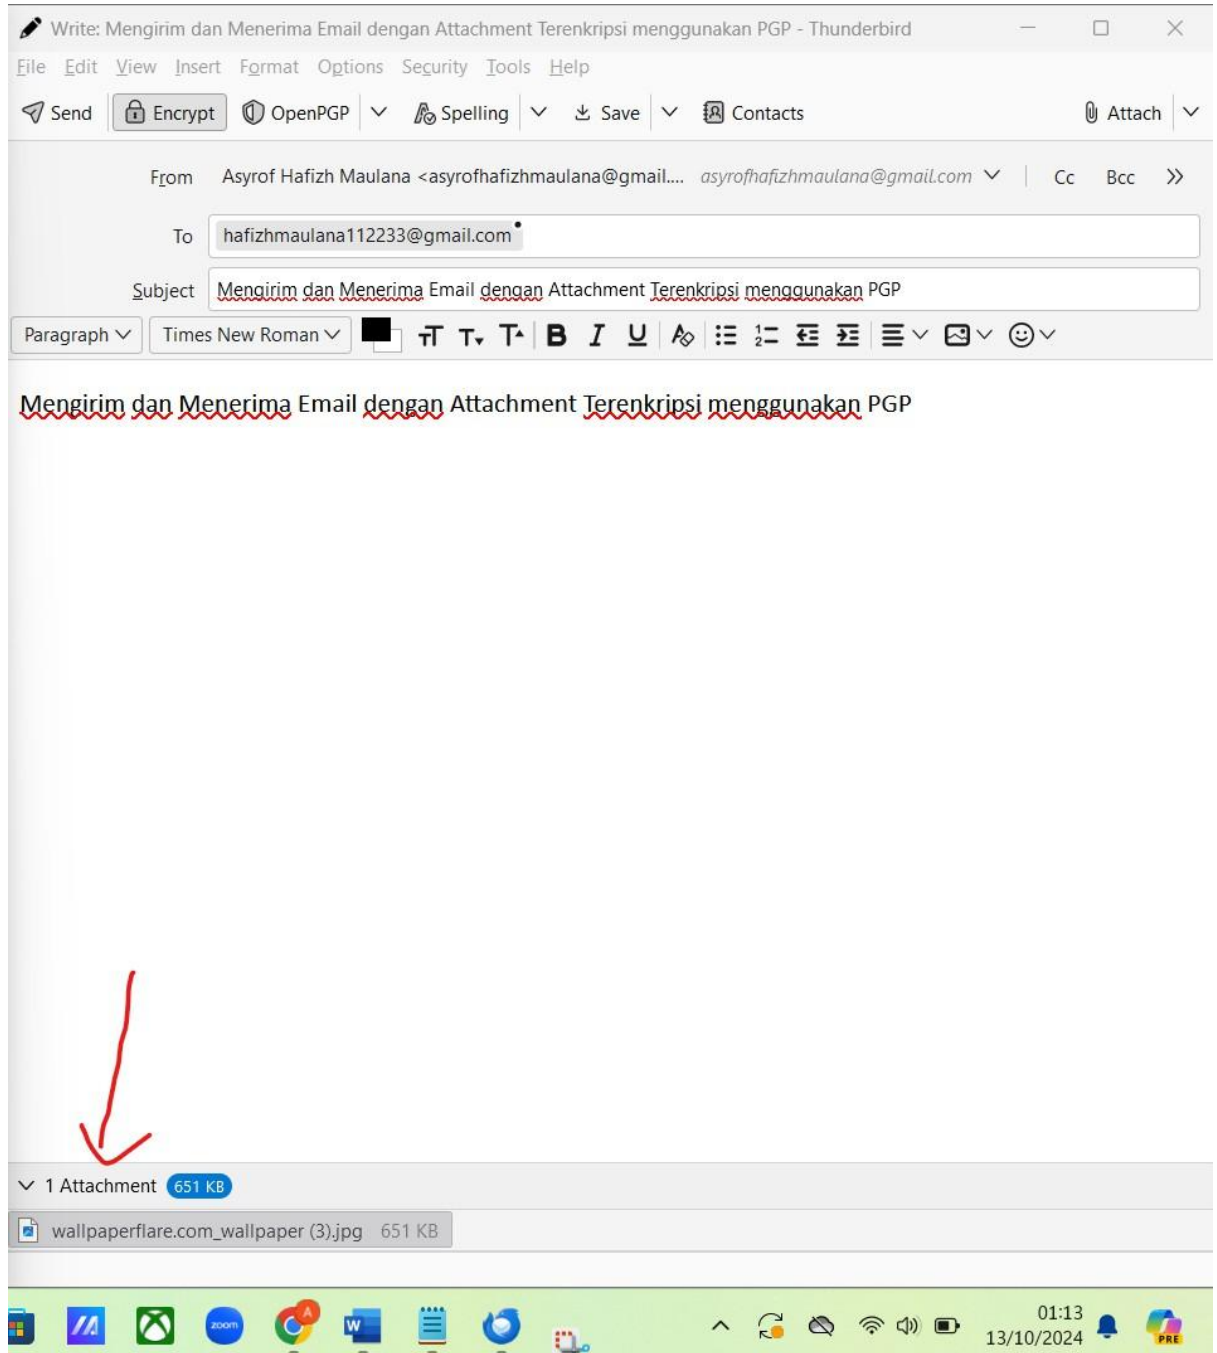 Write: Mengirim dan Menerima Email dengan Attachment Terenkripsi menggunakan PGP - Thunderbird
File Edit View Insert Format Options Security Tools Help
Send Encrypt OpenPGP Spelling Save Contacts Attach
From Asyrof Hafizh Maulana <asyrofhafizhmaulana@gmail.... asyrofhafizhmaulana@gmail.com Cc Bcc
To hafizhmaulana112233@gmail.com
Subject Mengirim dan Menerima Email dengan Attachment Terenkripsi menggunakan PGP
Paragraph Times New Roman
Mengirim dan Menerima Email dengan Attachment Terenkripsi menggunakan PGP
1 Attachment 651 KB
wallpaperflare.com_wallpaper (3).jpg 651 KB
zoom A W 01:13
13/10/2024 PRE